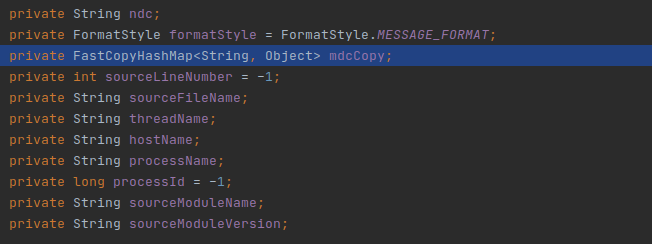 private String ndc;
private FormatStyle formatStyle = FormatStyle.MESSAGE_FORMAT;
private FastCopyHashMap<String, Object> mdcCopy;
private int sourceLineNumber = -1;
private String sourceFileName;
private String threadName;
private String hostName;
private String processName;
private long processId = -1;
private String sourceModuleName;
private String sourceModuleVersion;